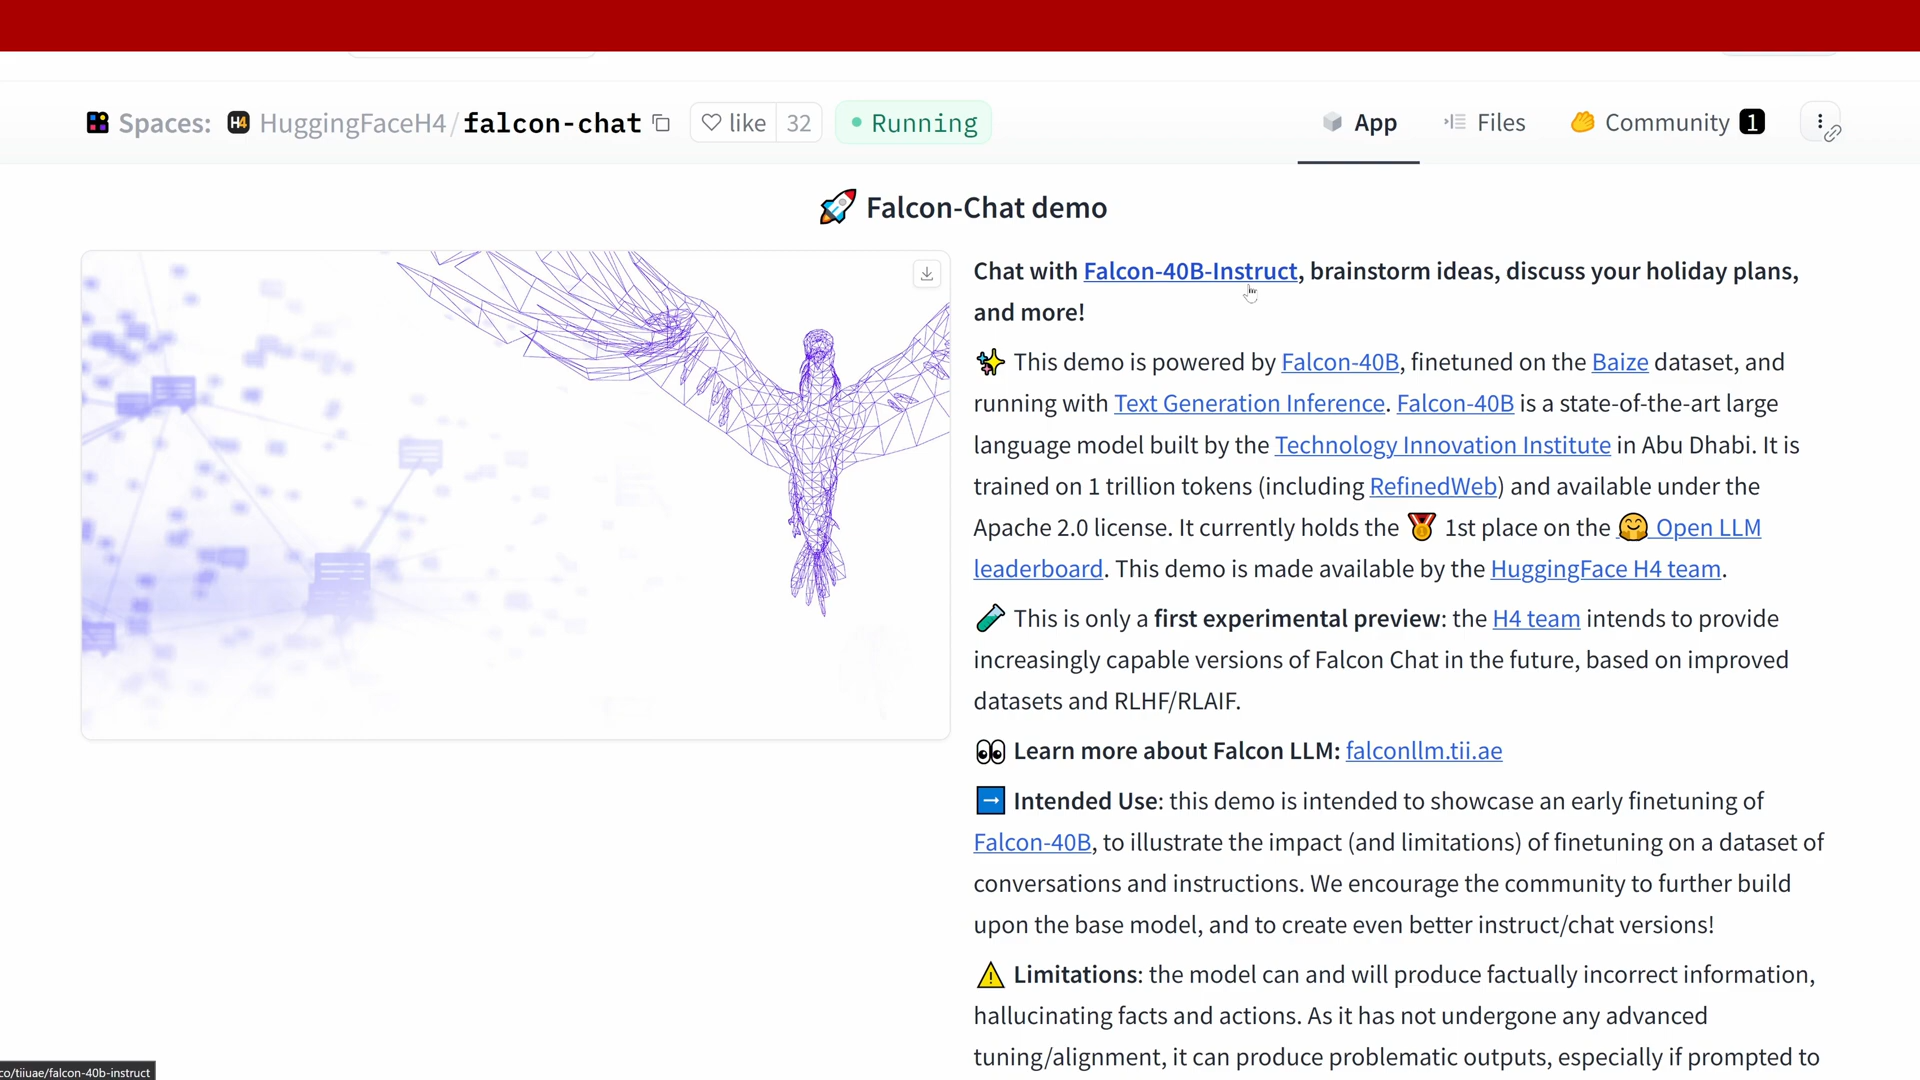 Spaces: H4 HuggingFaceH4/falcon-chat like 32 Running App Files Community 1
🚀 Falcon-Chat demo
Chat with Falcon-40B-Instruct, brainstorm ideas, discuss your holiday plans,
and more!
✨ This demo is powered by Falcon-40B, finetuned on the Baize dataset, and
running with Text Generation Inference. Falcon-40B is a state-of-the-art large
language model built by the Technology Innovation Institute in Abu Dhabi. It is
trained on 1 trillion tokens (including RefinedWeb) and available under the
Apache 2.0 license. It currently holds the 🥇 1st place on the 🤗 Open LLM
leaderboard. This demo is made available by the HuggingFace H4 team.
🧪 This is only a first experimental preview: the H4 team intends to provide
increasingly capable versions of Falcon Chat in the future, based on improved
datasets and RLHF/RLAIF.
👀 Learn more about Falcon LLM: falconllm.tii.ae
➡️ Intended Use: this demo is intended to showcase an early finetuning of
Falcon-40B, to illustrate the impact (and limitations) of finetuning on a dataset of
conversations and instructions. We encourage the community to further build
upon the base model, and to create even better instruct/chat versions!
⚠️ Limitations: the model can and will produce factually incorrect information,
hallucinating facts and actions. As it has not undergone any advanced
tuning/alignment, it can produce problematic outputs, especially if prompted to
co/tiiuae/falcon-40b-instruct